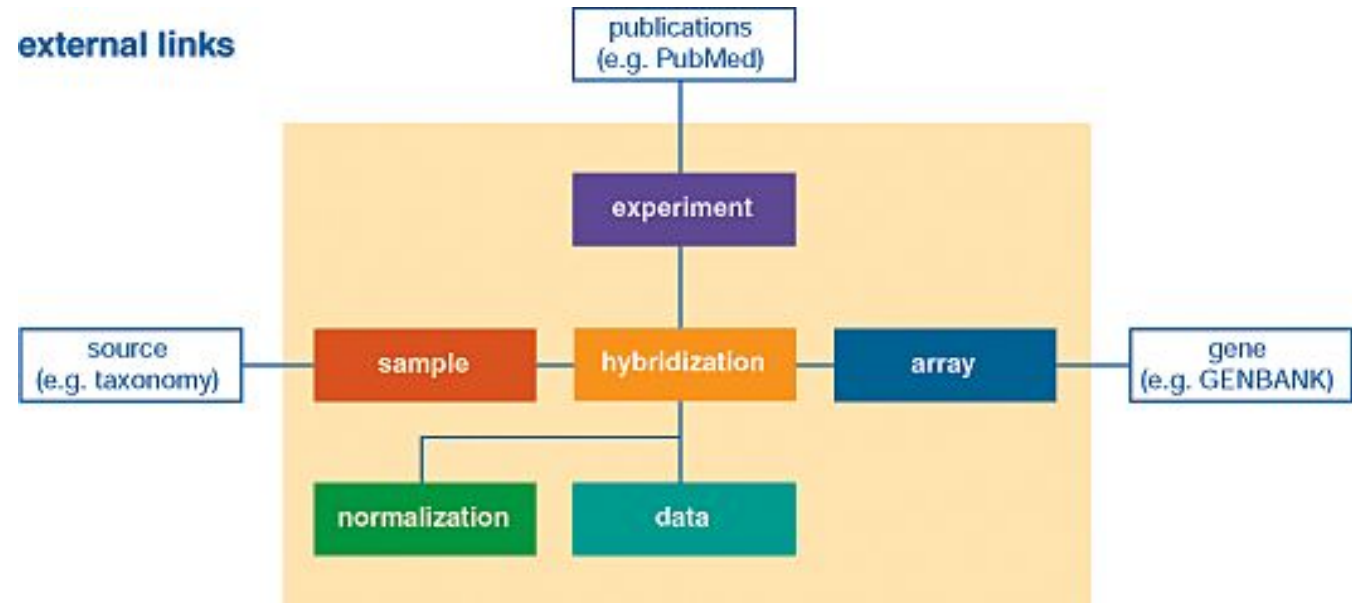 external links
publications
(e.g. PubMed)
experiment
source
(e.g. taxonomy)
sample
hybridization
array
gene
(e.g. GENBANK)
normalization
data